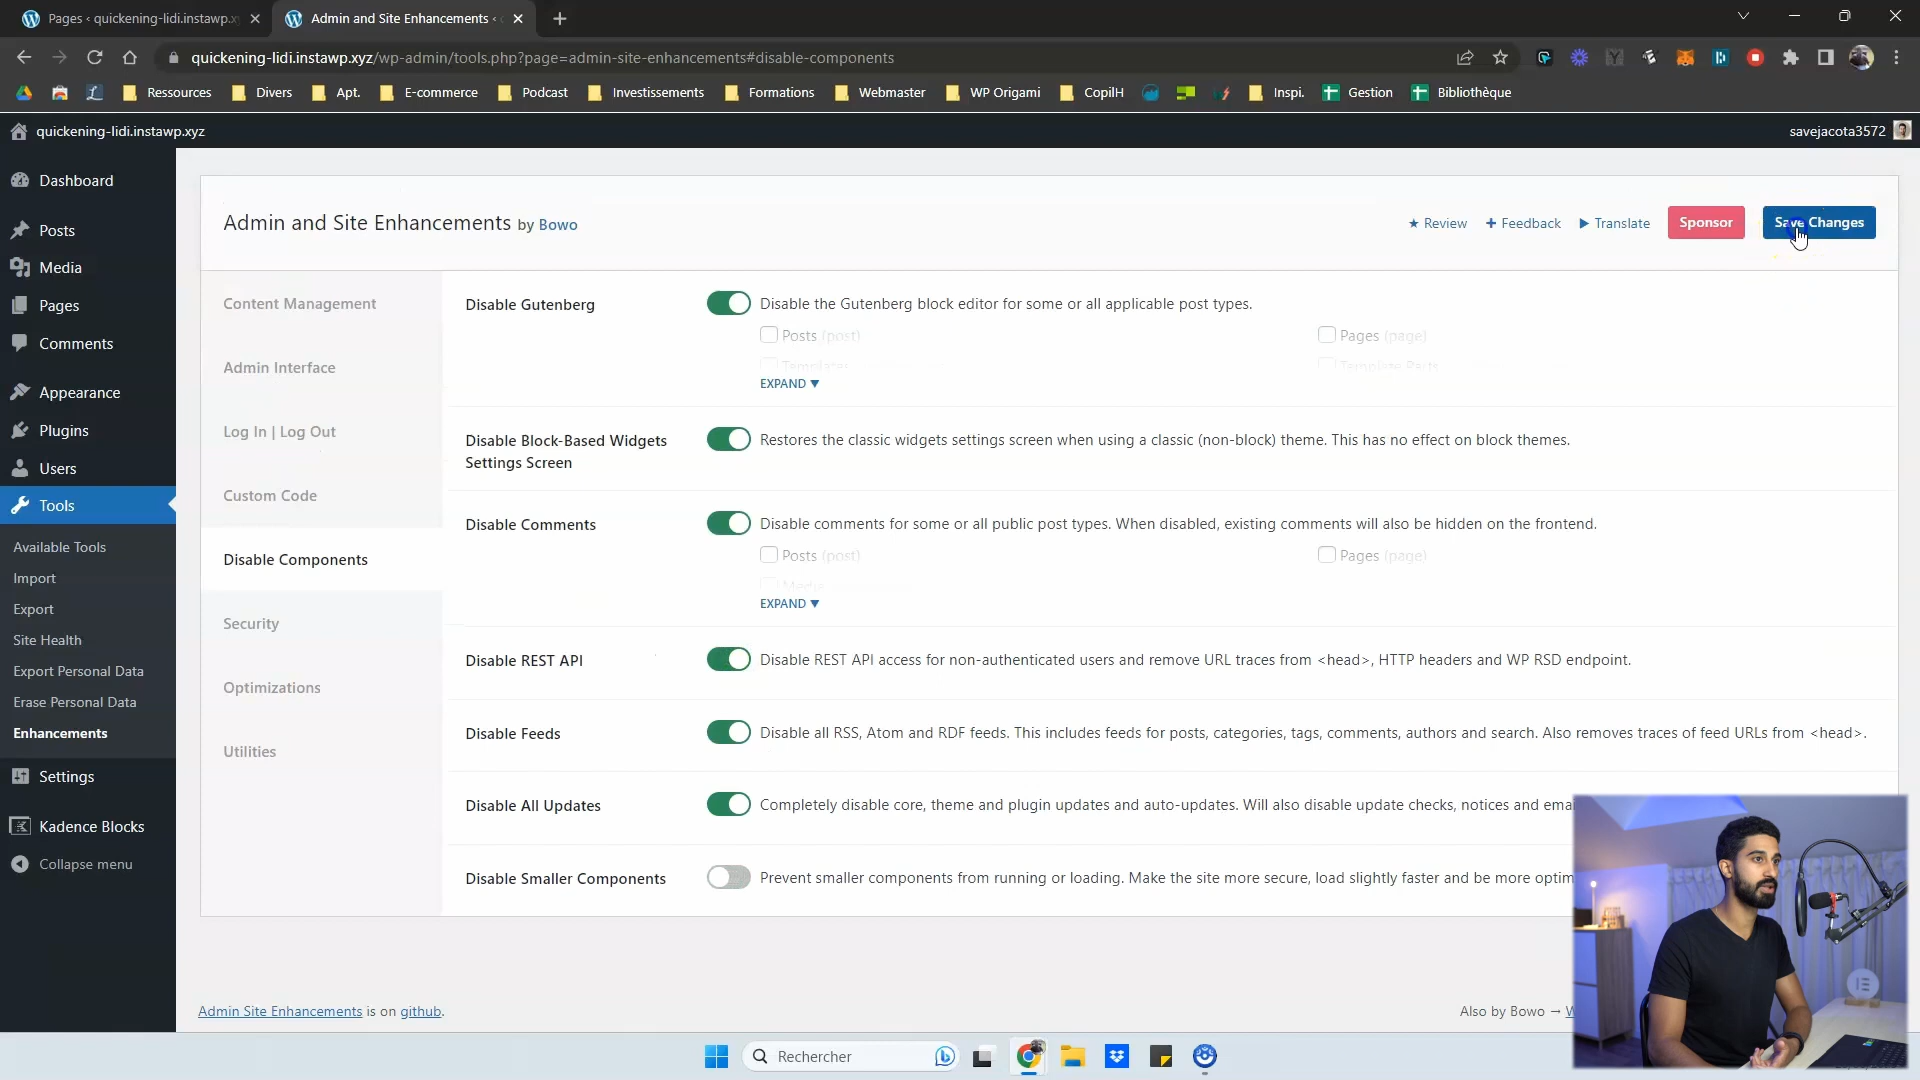 Pages ‹ quickening-lidi.instawp.xy
Admin and Site Enhancements ‹
quickening-lidi.instawp.xyz/wp-admin/tools.php?page=admin-site-enhancements#disable-components
Ressources
Divers
Apt.
E-commerce
Podcast
Investissements
Formations
Webmaster
WP Origami
CopilH
Inspi.
Gestion
Bibliothèque
quickening-lidi.instawp.xyz
savejacota3572
Dashboard
Posts
Media
Pages
Comments
Appearance
Plugins
Users
Tools
Available Tools
Import
Export
Site Health
Export Personal Data
Erase Personal Data
Enhancements
Settings
Kadence Blocks
Collapse menu
Admin and Site Enhancements by Bowo
★ Review
+ Feedback
▶ Translate
Sponsor
Save Changes
Content Management
Admin Interface
Log In | Log Out
Custom Code
Disable Components
Security
Optimizations
Utilities
Disable Gutenberg
Disable the Gutenberg block editor for some or all applicable post types.
Posts (post)
Pages (page)
Templates
Template Parts
EXPAND ▼
Disable Block-Based Widgets
Settings Screen
Restores the classic widgets settings screen when using a classic (non-block) theme. This has no effect on block themes.
Disable Comments
Disable comments for some or all public post types. When disabled, existing comments will also be hidden on the frontend.
Posts (post)
Pages (page)
Media
EXPAND ▼
Disable REST API
Disable REST API access for non-authenticated users and remove URL traces from <head>, HTTP headers and WP RSD endpoint.
Disable Feeds
Disable all RSS, Atom and RDF feeds. This includes feeds for posts, categories, tags, comments, authors and search. Also removes traces of feed URLs from <head>.
Disable All Updates
Completely disable core, theme and plugin updates and auto-updates. Will also disable update checks, notices and emai
Disable Smaller Components
Prevent smaller components from running or loading. Make the site more secure, load slightly faster and be more optim
Admin Site Enhancements is on github.
Also by Bowo → W
Rechercher